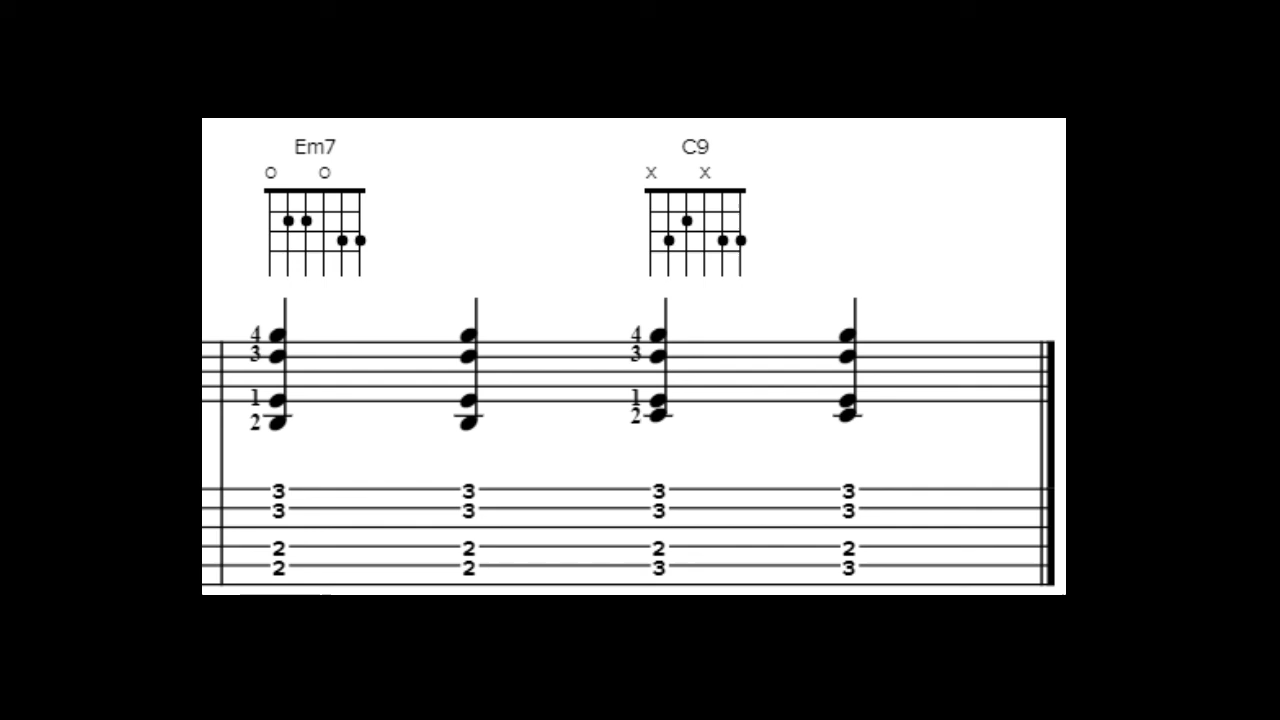 Em7 C9
o o x x
4 4
3 3
1 1
2 2
3 3 3 3
3 3 3 3
2 2 2 2
2 2 3 3